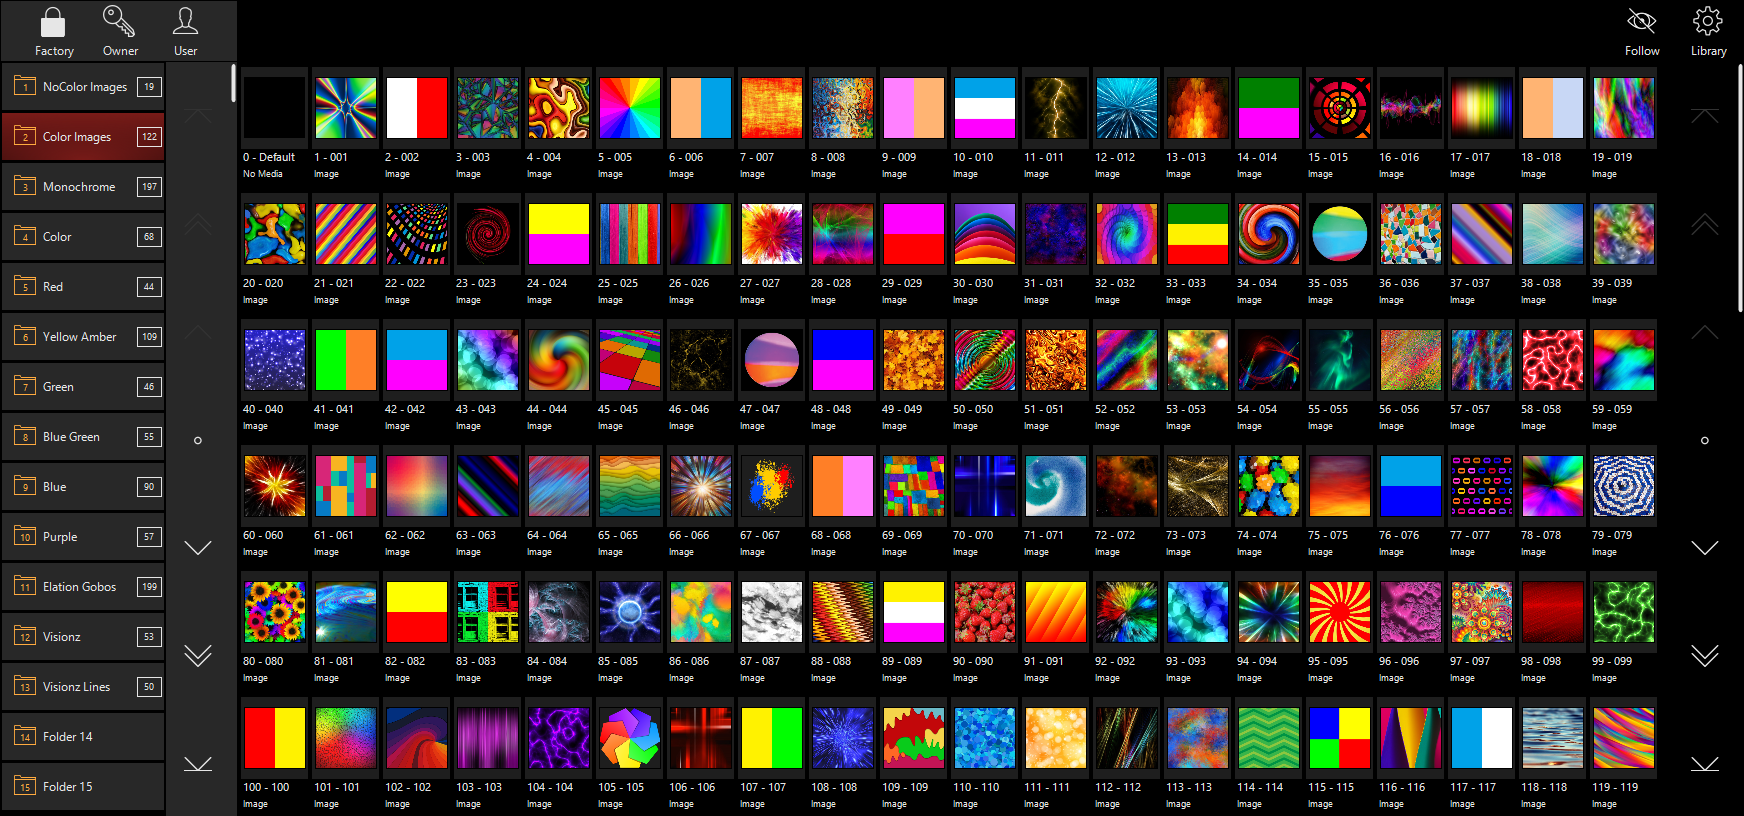 Factory Owner User Follow Library
1 NoColor Images 19
2 Color Images 122
3 Monochrome 197
4 Color 68
5 Red 44
6 Yellow Amber 109
7 Green 46
8 Blue Green 55
9 Blue 90
10 Purple 57
11 Elation Gobos 199
12 Visionz 53
13 Visionz Lines 50
14 Folder 14
15 Folder 15
0 - Default 1 - 001 2 - 002 3 - 003 4 - 004 5 - 005 6 - 006 7 - 007 8 - 008 9 - 009 10 - 010 11 - 011 12 - 012 13 - 013 14 - 014 15 - 015 16 - 016 17 - 017 18 - 018 19 - 019
No Media Image Image Image Image Image Image Image Image Image Image Image Image Image Image Image Image Image Image Image
20 - 020 21 - 021 22 - 022 23 - 023 24 - 024 25 - 025 26 - 026 27 - 027 28 - 028 29 - 029 30 - 030 31 - 031 32 - 032 33 - 033 34 - 034 35 - 035 36 - 036 37 - 037 38 - 038 39 - 039
Image Image Image Image Image Image Image Image Image Image Image Image Image Image Image Image Image Image Image Image
40 - 040 41 - 041 42 - 042 43 - 043 44 - 044 45 - 045 46 - 046 47 - 047 48 - 048 49 - 049 50 - 050 51 - 051 52 - 052 53 - 053 54 - 054 55 - 055 56 - 056 57 - 057 58 - 058 59 - 059
Image Image Image Image Image Image Image Image Image Image Image Image Image Image Image Image Image Image Image Image
60 - 060 61 - 061 62 - 062 63 - 063 64 - 064 65 - 065 66 - 066 67 - 067 68 - 068 69 - 069 70 - 070 71 - 071 72 - 072 73 - 073 74 - 074 75 - 075 76 - 076 77 - 077 78 - 078 79 - 079
Image Image Image Image Image Image Image Image Image Image Image Image Image Image Image Image Image Image Image Image
80 - 080 81 - 081 82 - 082 83 - 083 84 - 084 85 - 085 86 - 086 87 - 087 88 - 088 89 - 089 90 - 090 91 - 091 92 - 092 93 - 093 94 - 094 95 - 095 96 - 096 97 - 097 98 - 098 99 - 099
Image Image Image Image Image Image Image Image Image Image Image Image Image Image Image Image Image Image Image Image
100 - 100 101 - 101 102 - 102 103 - 103 104 - 104 105 - 105 106 - 106 107 - 107 108 - 108 109 - 109 110 - 110 111 - 111 112 - 112 113 - 113 114 - 114 115 - 115 116 - 116 117 - 117 118 - 118 119 - 119
Image Image Image Image Image Image Image Image Image Image Image Image Image Image Image Image Image Image Image Image